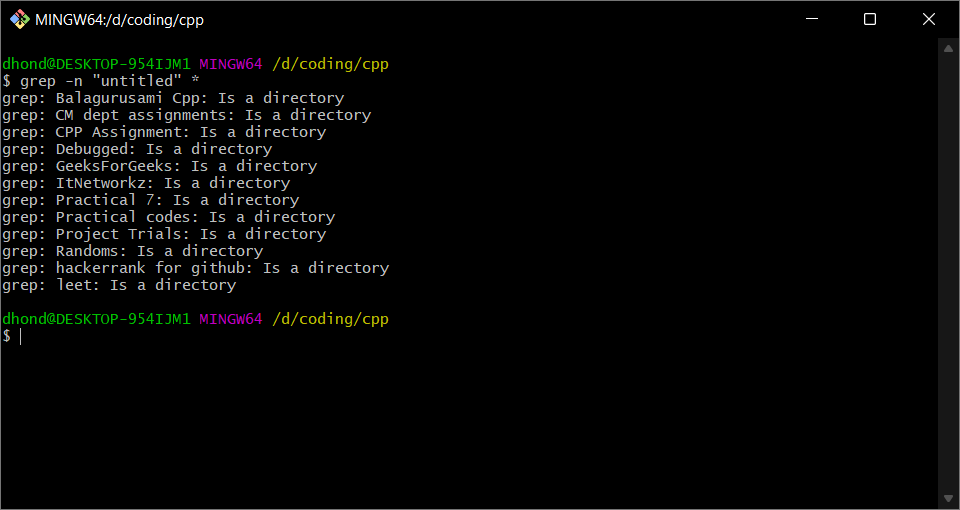 MINGW64:/d/coding/cpp
dhond@DESKTOP-954IJM1 MINGW64 /d/coding/cpp
$ grep -n "untitled" *
grep: Balagurusami Cpp: Is a directory
grep: CM dept assignments: Is a directory
grep: CPP Assignment: Is a directory
grep: Debugged: Is a directory
grep: GeeksForGeeks: Is a directory
grep: ItNetworkz: Is a directory
grep: Practical 7: Is a directory
grep: Practical codes: Is a directory
grep: Project Trials: Is a directory
grep: Randoms: Is a directory
grep: hackerrank for github: Is a directory
grep: leet: Is a directory
dhond@DESKTOP-954IJM1 MINGW64 /d/coding/cpp
$